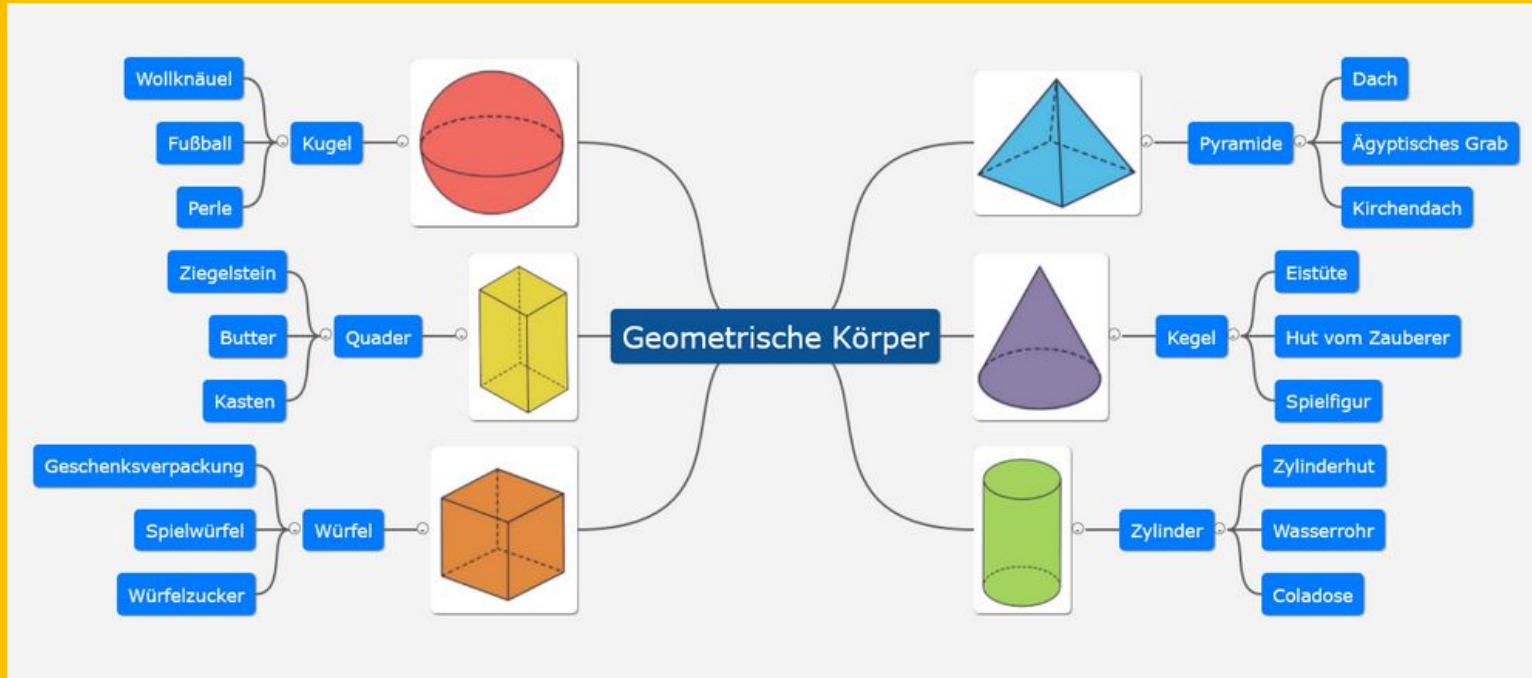 Geometrische Körper
Kugel
Wollknäuel
Fußball
Perle
Quader
Ziegelstein
Butter
Kasten
Würfel
Geschenksverpackung
Spielwürfel
Würfelzucker
Pyramide
Dach
Ägyptisches Grab
Kirchendach
Kegel
Eistüte
Hut vom Zauberer
Spielfigur
Zylinder
Zylinderhut
Wasserrohr
Coladose